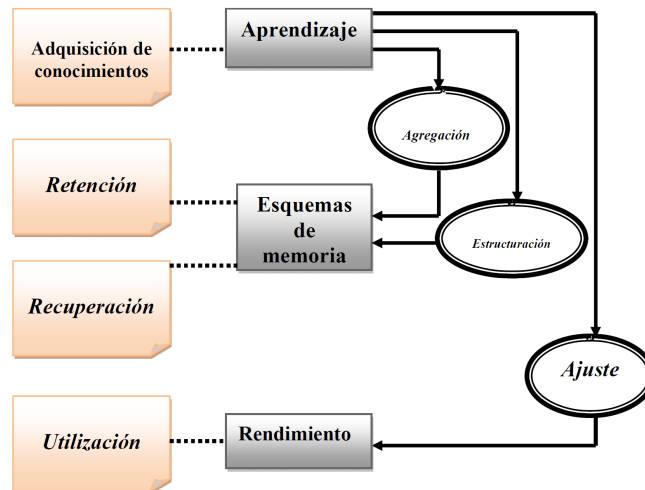 Adquisición de
conocimientos
Aprendizaje
Agregación
Retención
Esquemas
de
memoria
Estructuración
Recuperación
Ajuste
Utilización
Rendimiento